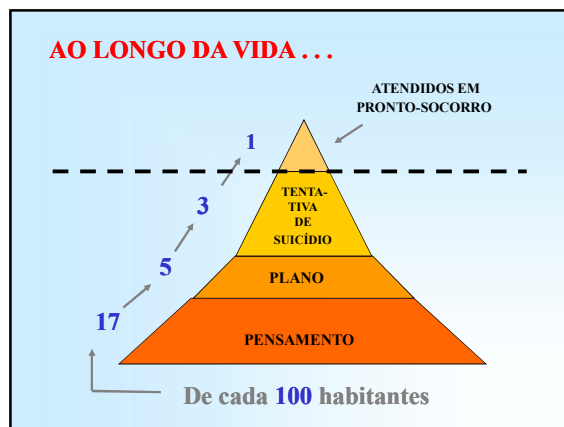 AO LONGO DA VIDA . . .
ATENDIDOS EM
PRONTO-SOCORRO
1
3
5
17
TENTA-
TIVA
DE
SUICÍDIO
PLANO
PENSAMENTO
De cada 100 habitantes